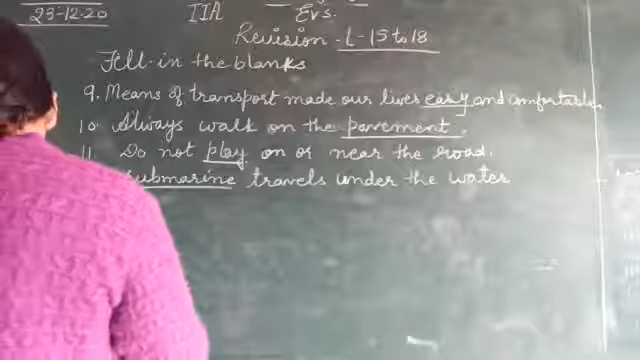 23-12-20 IIA Evs.
Revision - L-15 to 18
Fill in the blanks
9. Means of transport made our lives easy and comfortable.
10. Always walk on the pavement.
11. Do not play on or near the road.
submarine travels under the water